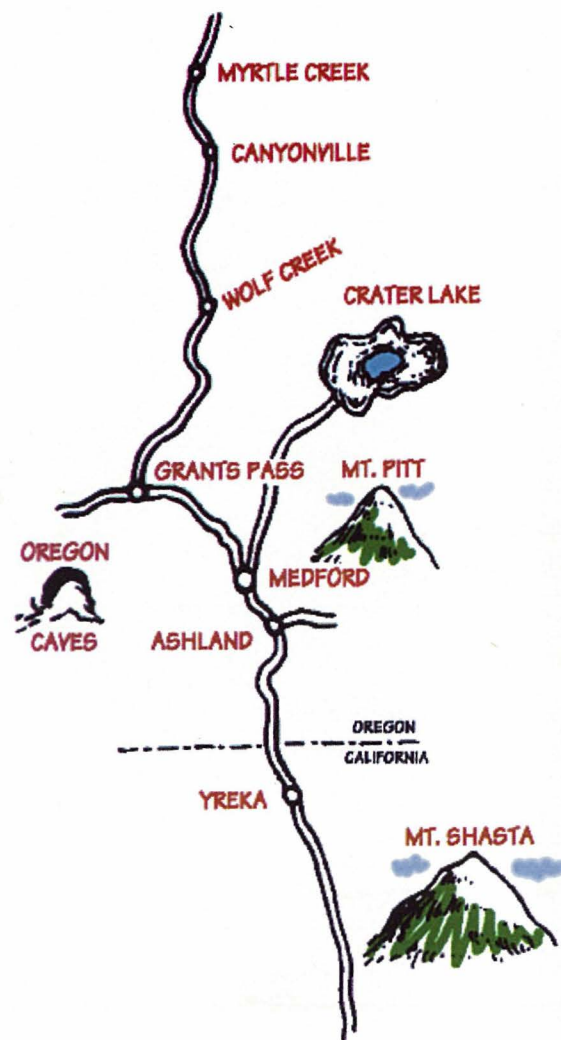 MYRTLE CREEK
CANYONVILLE
WOLF CREEK
CRATER LAKE
GRANTS PASS
MT. PITT
OREGON
CAVES
MEDFORD
ASHLAND
OREGON
CALIFORNIA
YREKA
MT. SHASTA